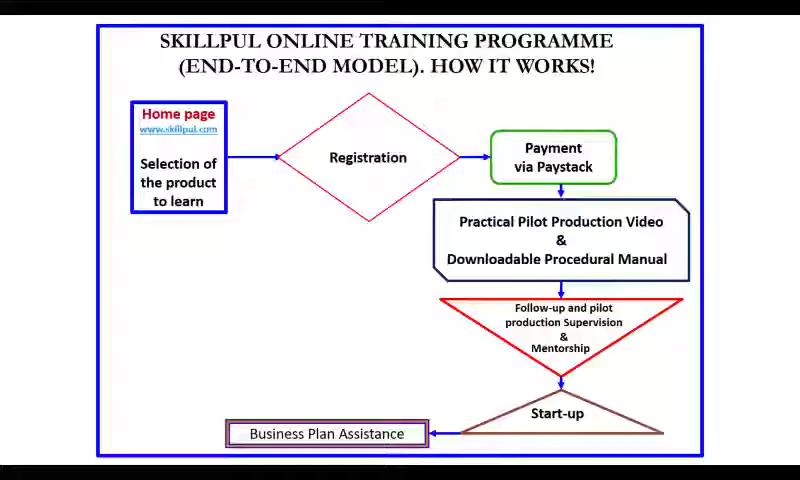 SKILLPUL ONLINE TRAINING PROGRAMME
(END-TO-END MODEL). HOW IT WORKS!
Home page
www.skillpul.com
Selection of
the product
to learn
Registration
Payment
via Paystack
Practical Pilot Production Video
&
Downloadable Procedural Manual
Follow-up and pilot
production Supervision
&
Mentorship
Start-up
Business Plan Assistance